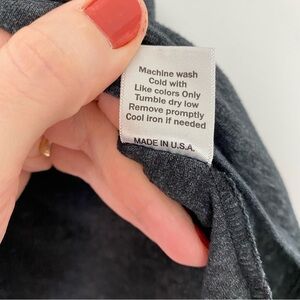 Machine wash
Cold with
Like colors Only
Tumble dry low
Remove promptly
Cool iron if needed
MADE IN U.S.A.